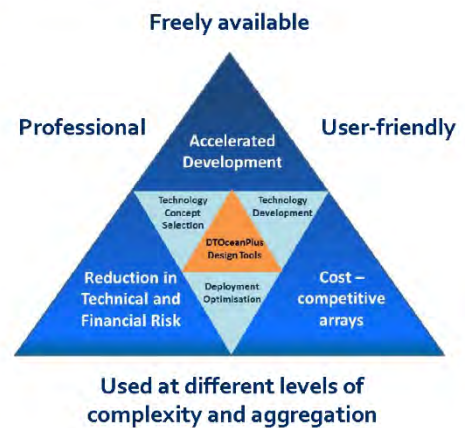 Freely available
Professional
User-friendly
Accelerated
Development
Technology
Concept
Selection
Technology
Development
DTOceanPlus
Design Tools
Reduction in
Technical and
Financial Risk
Deployment
Optimisation
Cost –
competitive
arrays
Used at different levels of
complexity and aggregation